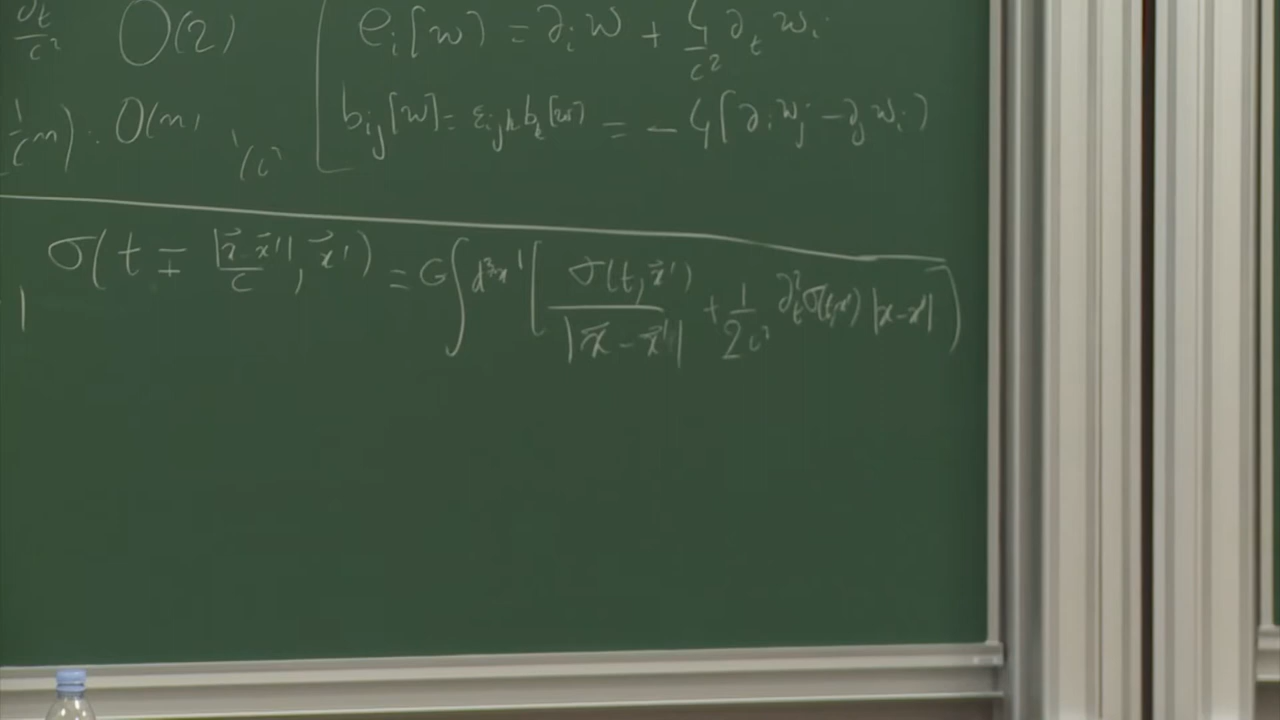 ∂t/c² O(2) e_i[w] = ∂_i w + 4/c² ∂_t w_i
1/c^n) : O(n) b_ij[w] = ε_ijk b_k[w] = −4(∂_i w_j − ∂_j w_i)
σ(t ∓ |x⃗−x⃗'|/c, x⃗') = G∫d³x' [ σ(t,x⃗')/|x⃗−x⃗'| + 1/2c² ∂_t² σ(t,x') |x−x'| )